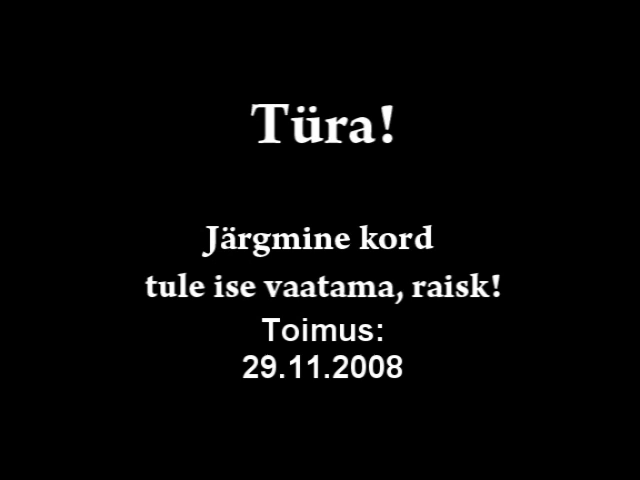 Türa!
Järgmine kord
tule ise vaatama, raisk!
Toimus:
29.11.2008